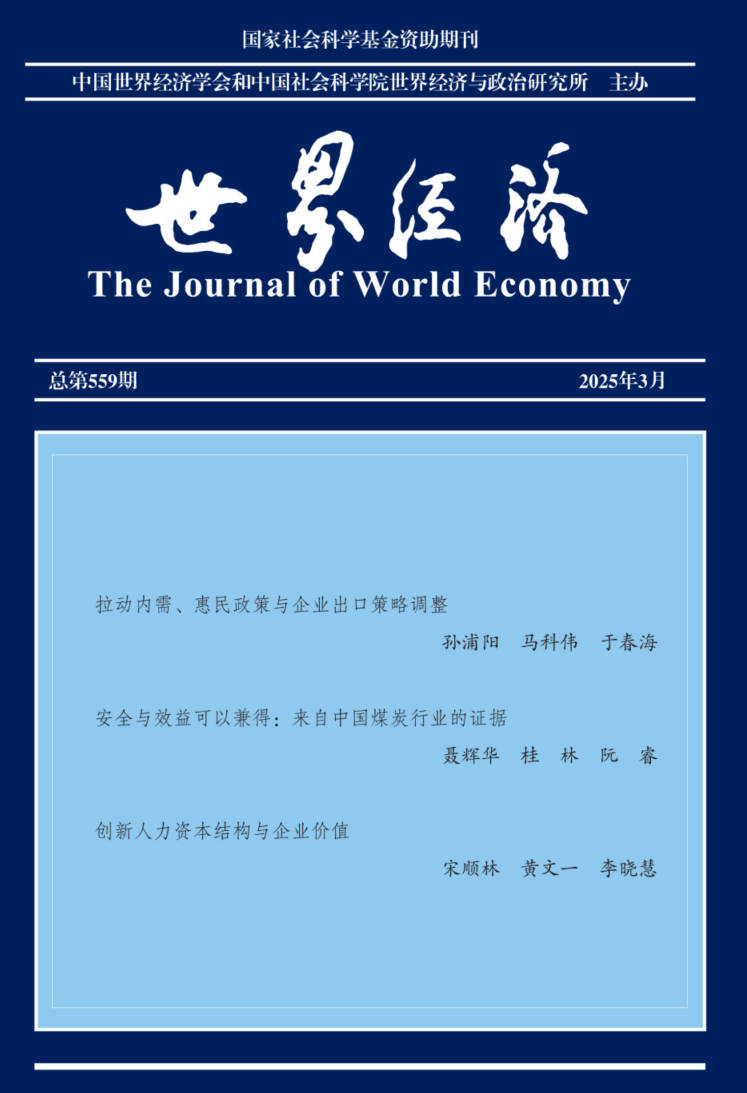 国家社会科学基金资助期刊
中国世界经济学会和中国社会科学院世界经济与政治研究所 主办
世界经济
The Journal of World Economy
总第559期 2025年3月
拉动内需、惠民政策与企业出口策略调整
孙浦阳 马科伟 于春海
安全与效益可以兼得：来自中国煤炭行业的证据
聂辉华 桂 林 阮 睿
创新人力资本结构与企业价值
宋顺林 黄文一 李晓慧